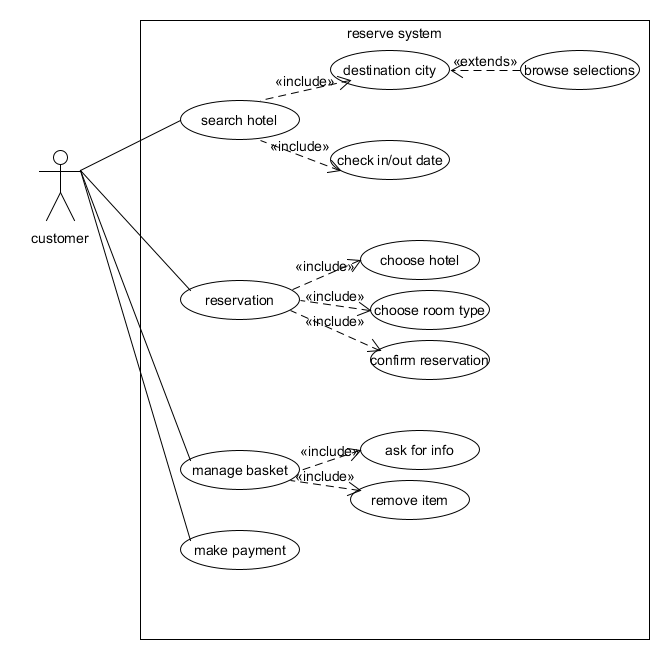 reserve system
destination city
«extends»
browse selections
«include»
search hotel
«include»
check in/out date
customer
choose hotel
«include»
reservation
«include»
choose room type
«include»
confirm reservation
«include»
ask for info
manage basket
«include»
remove item
make payment